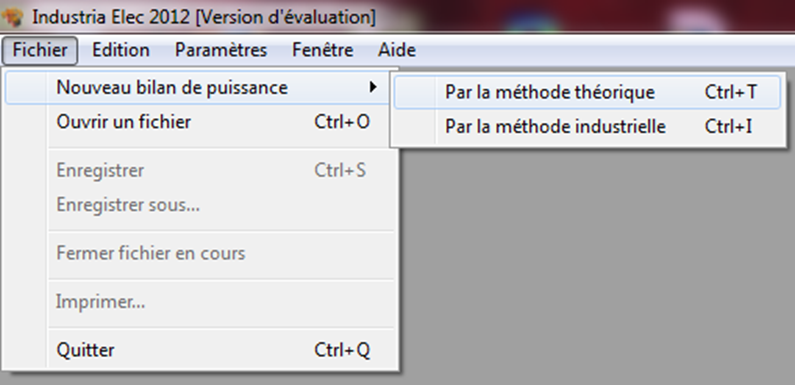 Industria Elec 2012 [Version d'évaluation]
Fichier Edition Paramètres Fenêtre Aide
Nouveau bilan de puissance
Par la méthode théorique Ctrl+T
Ouvrir un fichier Ctrl+O
Par la méthode industrielle Ctrl+I
Enregistrer Ctrl+S
Enregistrer sous...
Fermer fichier en cours
Imprimer...
Quitter Ctrl+Q